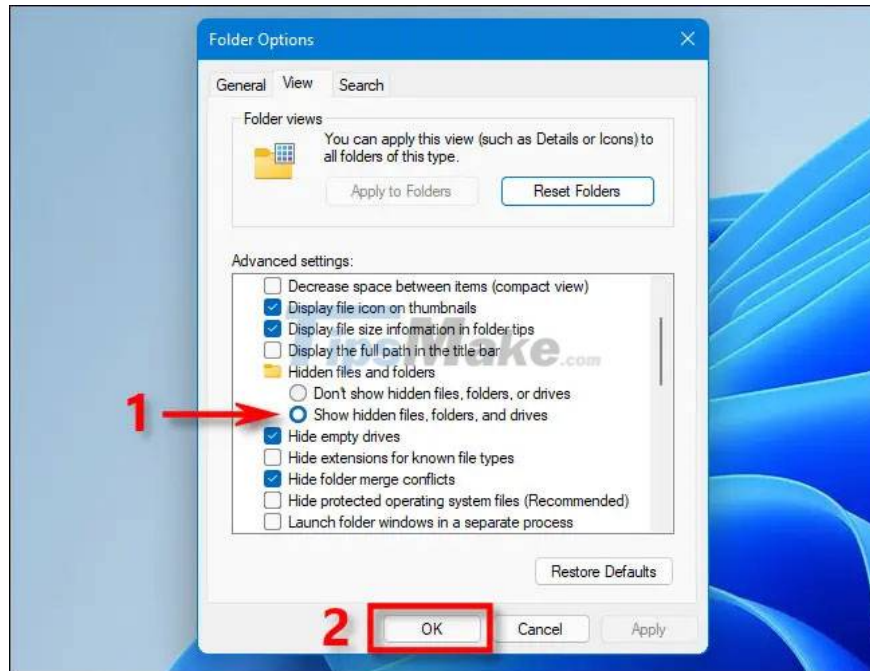 Folder Options
General View Search
Folder views
You can apply this view (such as Details or Icons) to
all folders of this type.
Apply to Folders Reset Folders
Advanced settings:
Decrease space between items (compact view)
Display file icon on thumbnails
Display file size information in folder tips
Display the full path in the title bar
TipsMake.com
Hidden files and folders
Don't show hidden files, folders, or drives
1 Show hidden files, folders, and drives
Hide empty drives
Hide extensions for known file types
Hide folder merge conflicts
Hide protected operating system files (Recommended)
Launch folder windows in a separate process
Restore Defaults
2 OK Cancel Apply